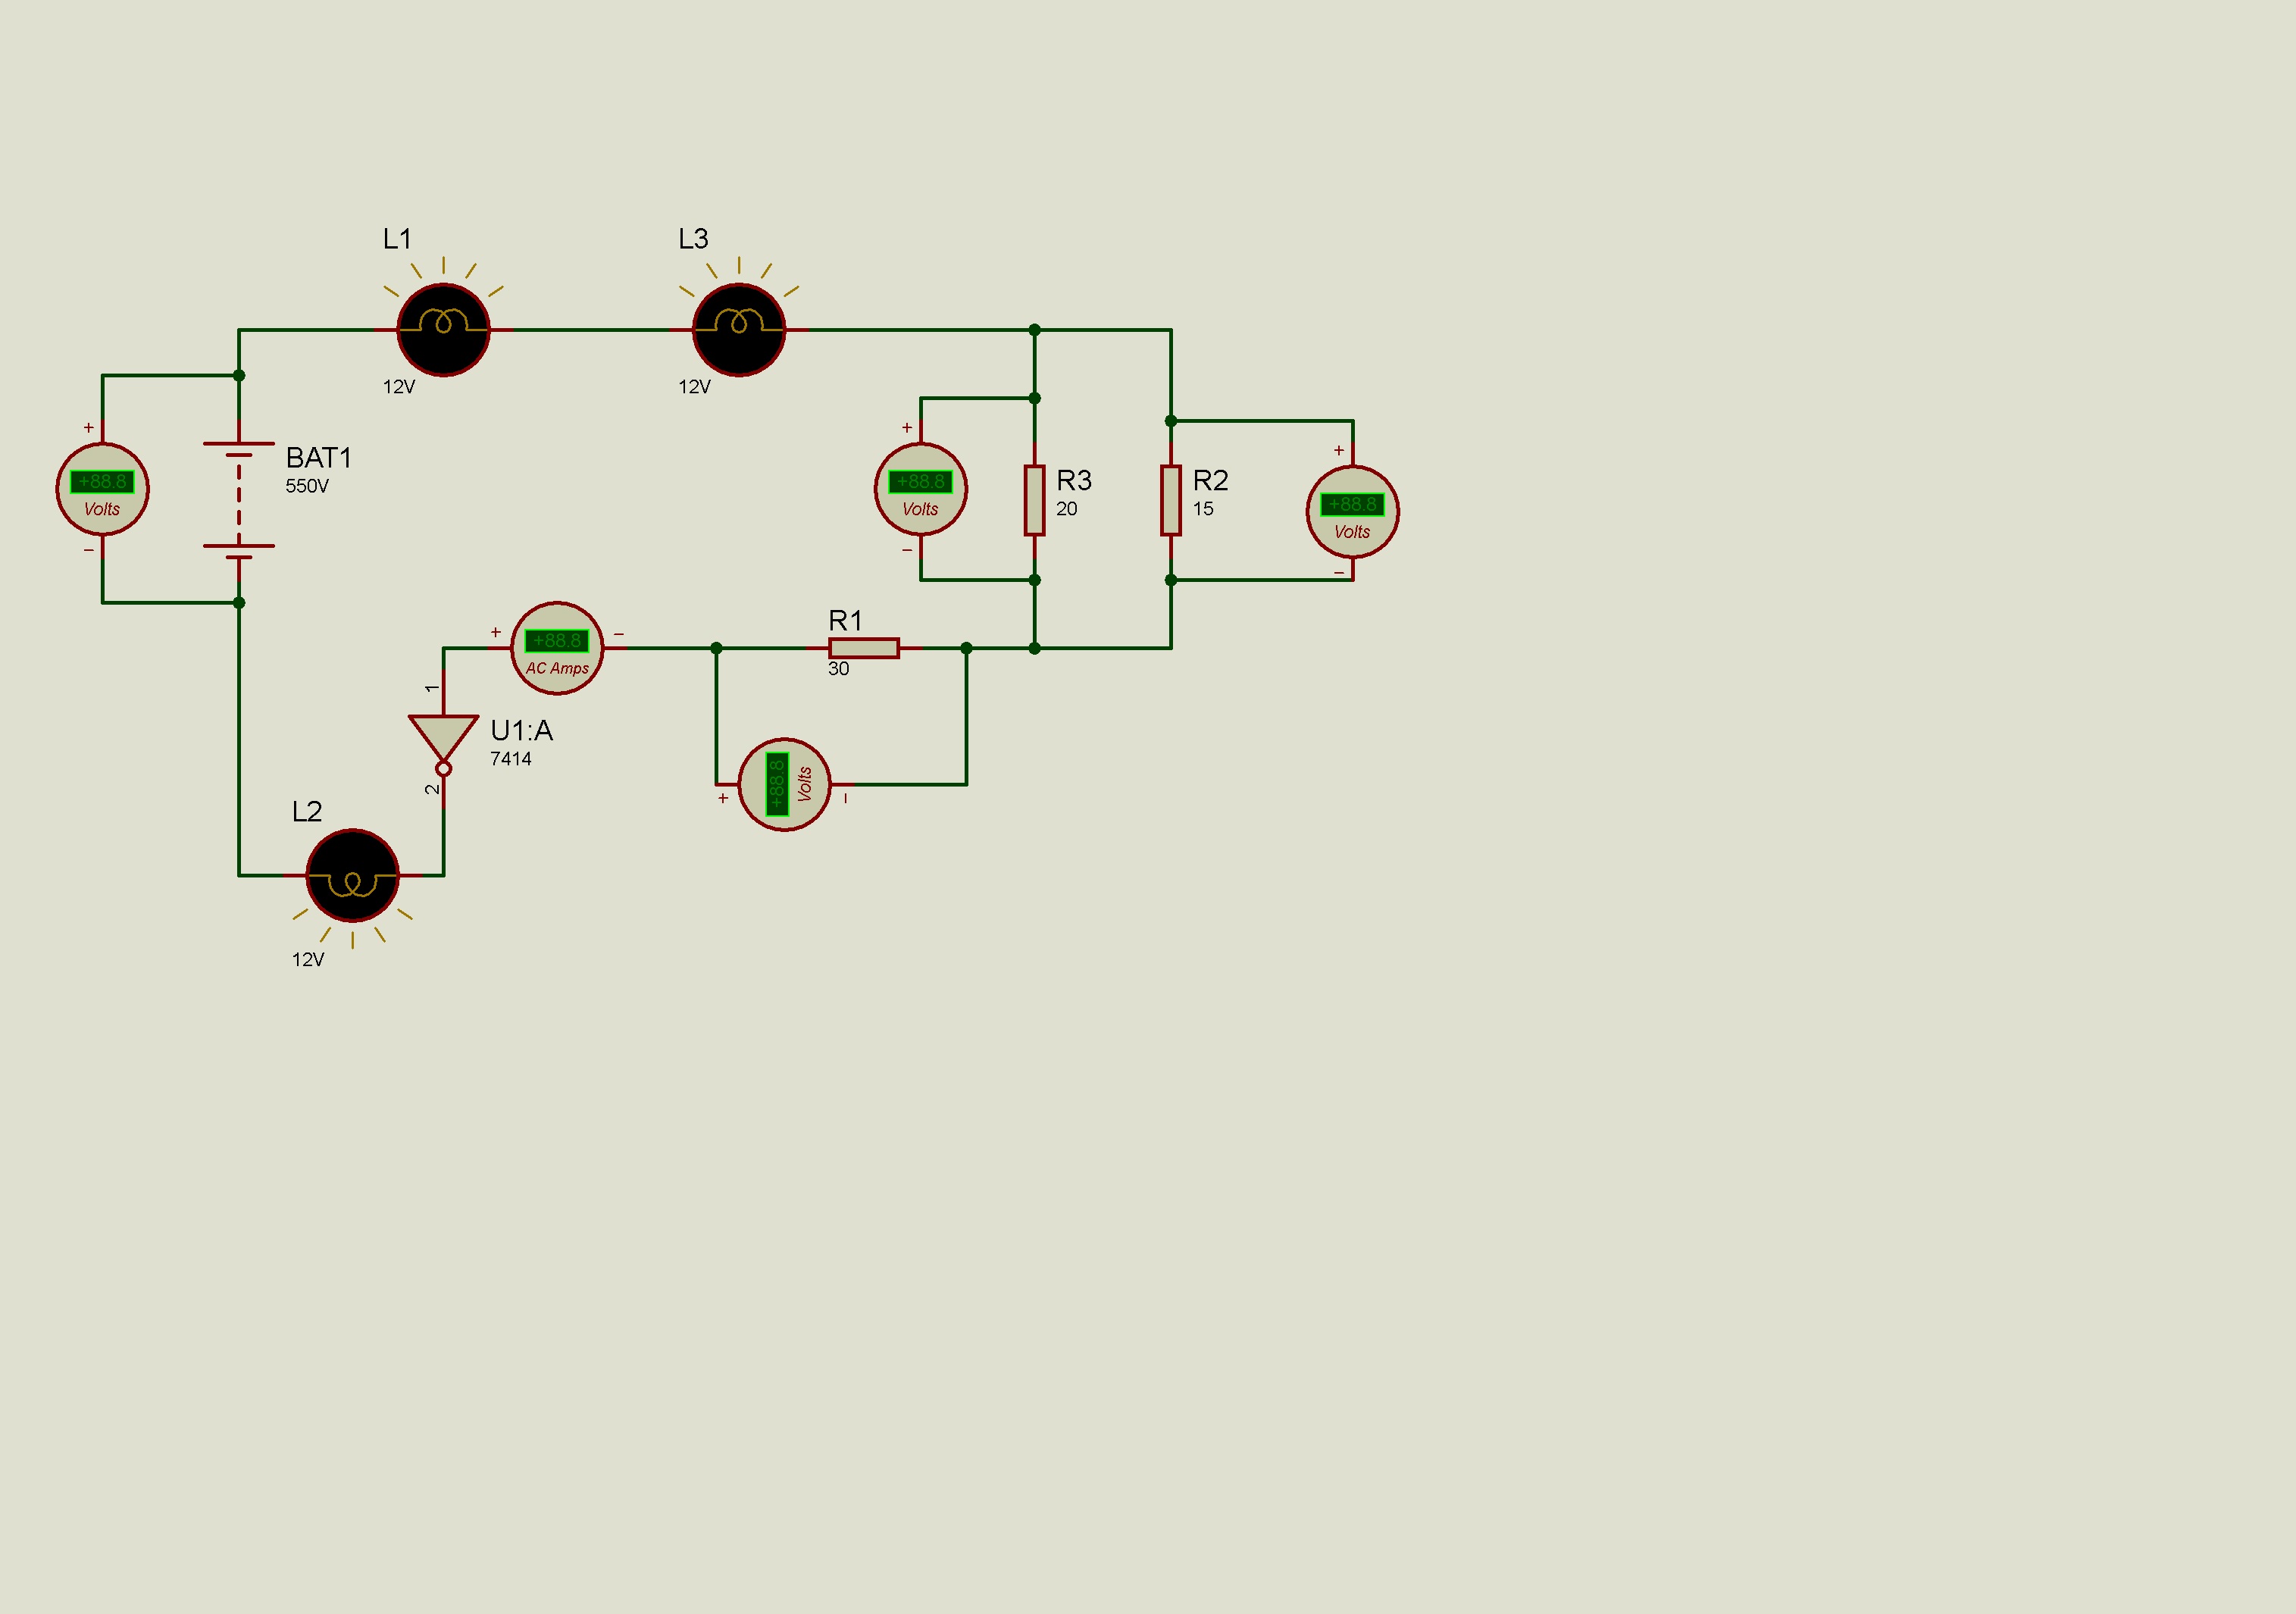 L1
L3
12V
12V
+
BAT1
550V
+88.8
Volts
−
+
+88.8
Volts
−
R3
20
R2
15
+
+88.8
Volts
−
+
+88.8
AC Amps
−
R1
30
1
U1:A
7414
2
+88.8
Volts
+
−
L2
12V